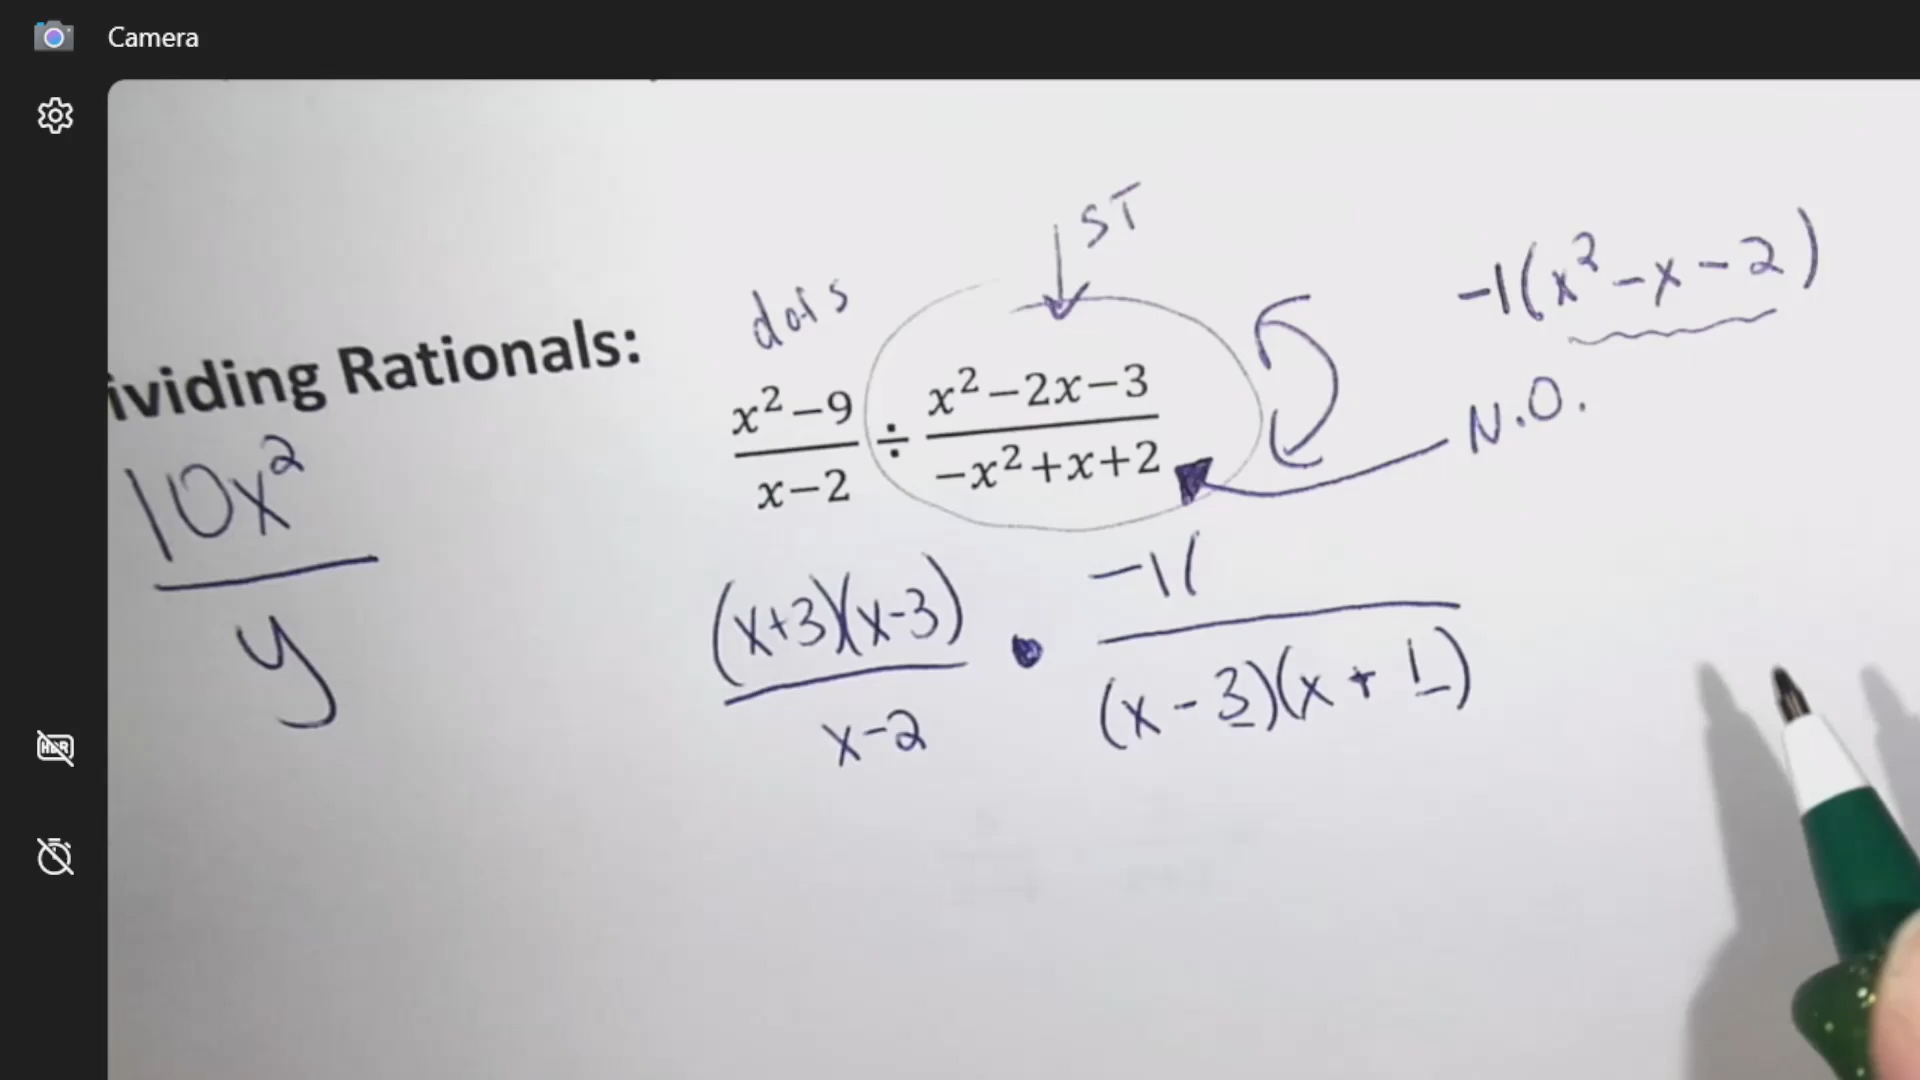 Camera
ST
dots
-1(x² -x -2)
ividing Rationals:
x²−9 / x−2 ÷ x²−2x−3 / −x²+x+2
N.O.
10x² / y
(x+3)(x-3) / x-2 • -1( / (x-3)(x+1)
HDR